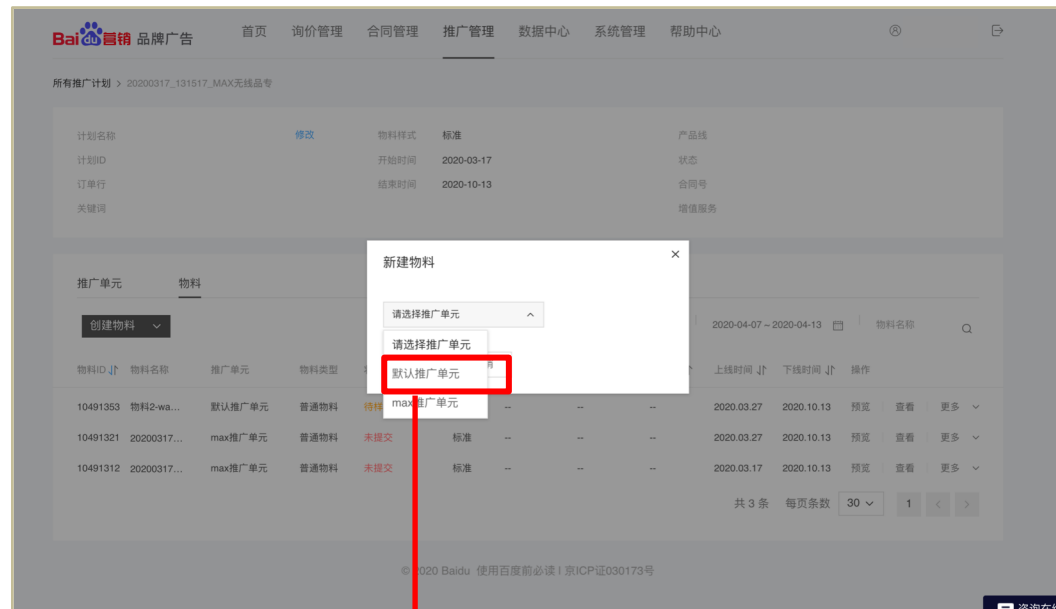 Baidu营销 品牌广告 首页 询价管理 合同管理 推广管理 数据中心 系统管理 帮助中心
所有推广计划 > 20200317_131517_MAX无线品专
计划名称 修改 物料样式 标准 产品线
计划ID 开始时间 2020-03-17 状态
订单行 结束时间 2020-10-13 合同号
关键词 增值服务
新建物料 ×
推广单元 物料
请选择推广单元
创建物料 2020-04-07 ~ 2020-04-13 物料名称
请选择推广单元
默认推广单元
max推广单元
物料ID 物料名称 推广单元 物料类型 上线时间 下线时间 操作
10491353 物料2-wa... 默认推广单元 普通物料 -- -- -- 2020.03.27 2020.10.13 预览 查看 更多
10491321 20200317... max推广单元 普通物料 未提交 标准 -- -- -- 2020.03.27 2020.10.13 预览 查看 更多
10491312 20200317... max推广单元 普通物料 未提交 标准 -- -- -- 2020.03.17 2020.10.13 预览 查看 更多
共 3 条 每页条数 30 1 < >
© 2020 Baidu 使用百度前必读 | 京ICP证030173号
咨询在线